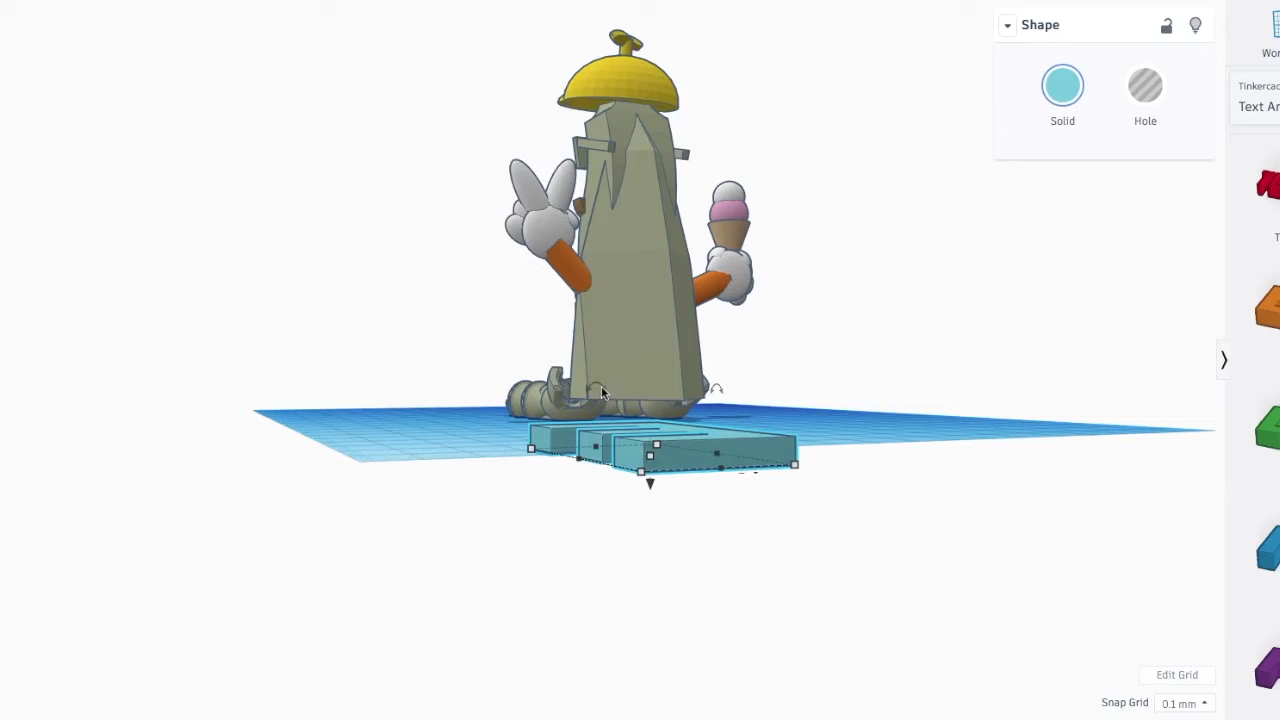 Shape
Solid
Hole
Wor
Tinkercad
Text Ar
T
Edit Grid
Snap Grid
0.1 mm